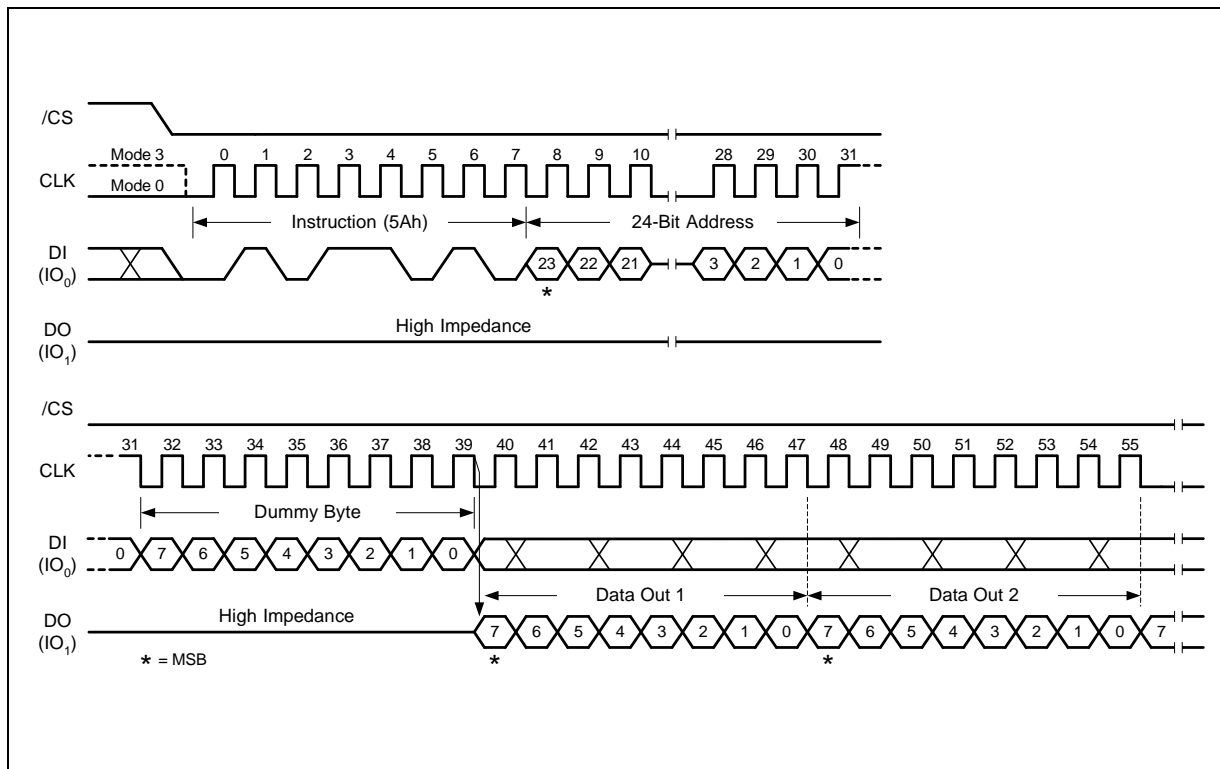 /CS
Mode 3 0 1 2 3 4 5 6 7 8 9 10 28 29 30 31
CLK
Mode 0
Instruction (5Ah) 24-Bit Address
DI
(IO0)
23 22 21 3 2 1 0
*
High Impedance
DO
(IO1)
/CS
31 32 33 34 35 36 37 38 39 40 41 42 43 44 45 46 47 48 49 50 51 52 53 54 55
CLK
Dummy Byte
DI
(IO0)
0 7 6 5 4 3 2 1 0
Data Out 1 Data Out 2
High Impedance
DO
(IO1)
7 6 5 4 3 2 1 0 7 6 5 4 3 2 1 0 7
* = MSB * *